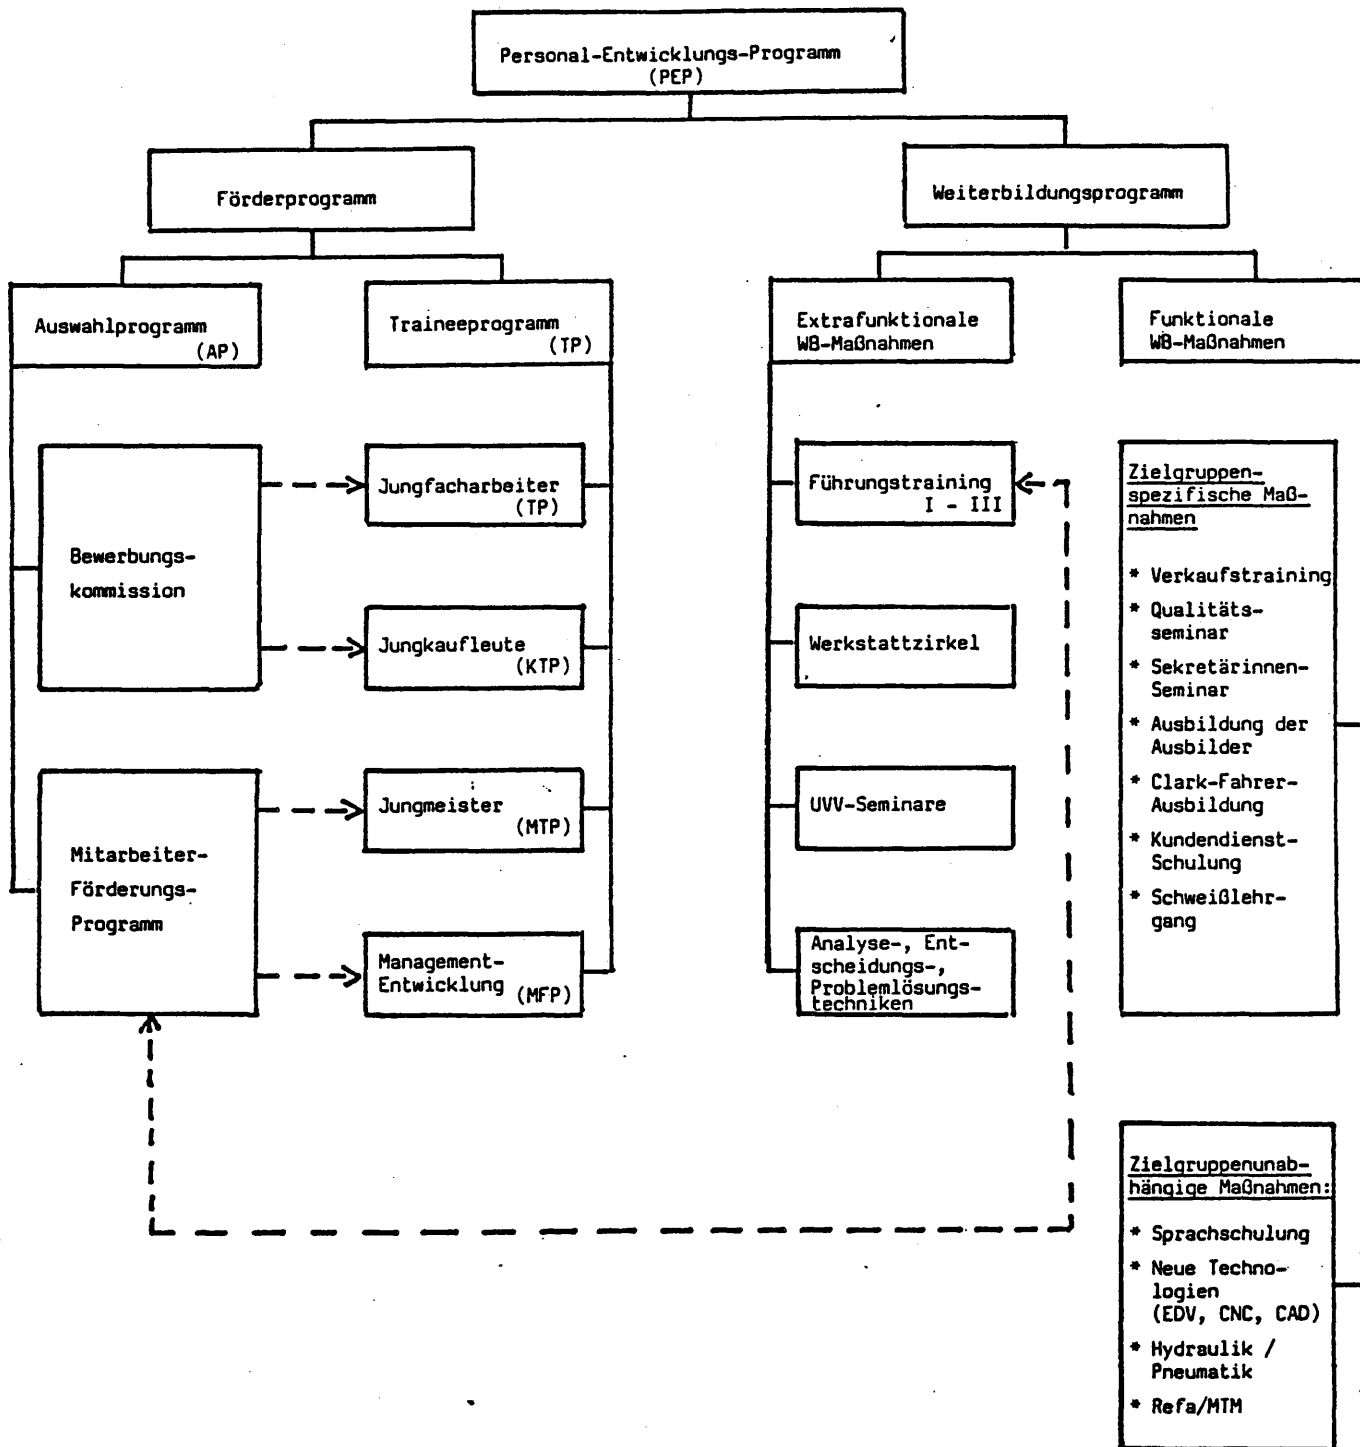 Personal-Entwicklungs-Programm
(PEP)
Förderprogramm
Weiterbildungsprogramm
Auswahlprogramm
(AP)
Traineeprogramm
(TP)
Extrafunktionale
WB-Maßnahmen
Funktionale
WB-Maßnahmen
Bewerbungs-
kommission
Jungfacharbeiter
(TP)
Jungkaufleute
(KTP)
Mitarbeiter-
Förderungs-
Programm
Jungmeister
(MTP)
Management-
Entwicklung
(MFP)
Führungstraining
I - III
Werkstattzirkel
UVV-Seminare
Analyse-, Ent-
scheidungs-,
Problemlösungs-
techniken
Zielgruppen-
spezifische Maß-
nahmen
* Verkaufstraining
* Qualitäts-
seminar
* Sekretärinnen-
Seminar
* Ausbildung der
Ausbilder
* Clark-Fahrer-
Ausbildung
* Kundendienst-
Schulung
* Schweißlehr-
gang
Zielgruppenunab-
hängige Maßnahmen:
* Sprachschulung
* Neue Techno-
logien
(EDV, CNC, CAD)
* Hydraulik /
Pneumatik
* Refa/MTM